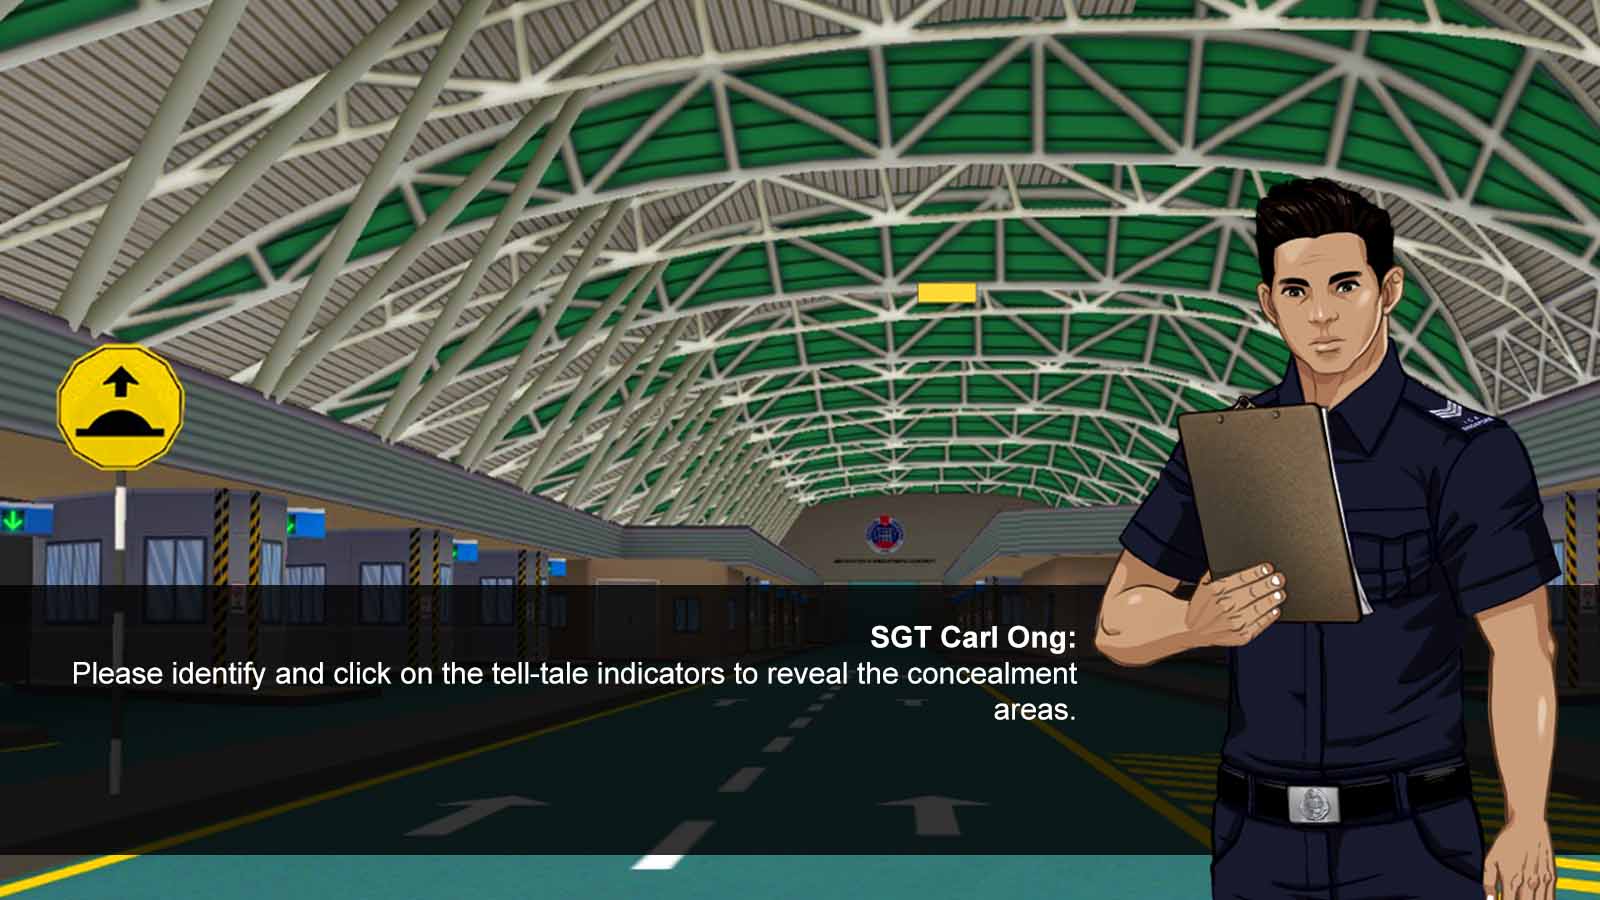 SGT Carl Ong:
Please identify and click on the tell-tale indicators to reveal the concealment
areas.